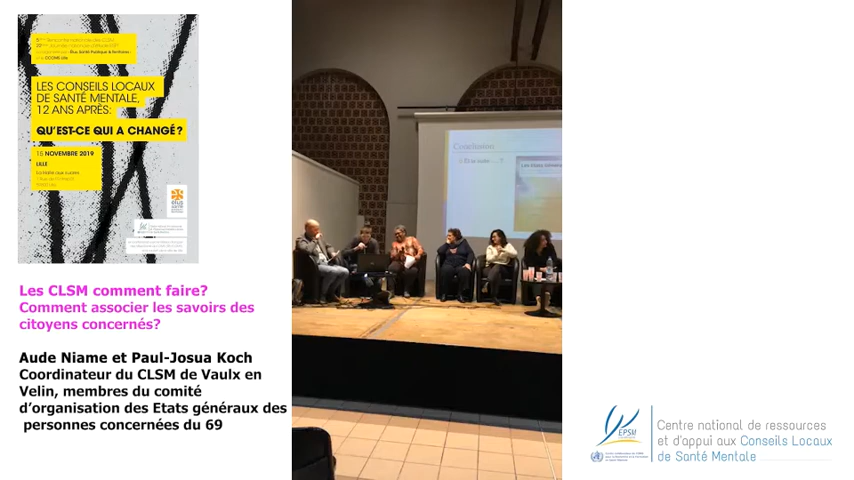 LES CONSEILS LOCAUX
DE SANTÉ MENTALE,
12 ANS APRÈS:
QU'EST-CE QUI A CHANGÉ?
15 NOVEMBRE 2019
LILLE
Les CLSM comment faire?
Comment associer les savoirs des
citoyens concernés?
Aude Niame et Paul-Josua Koch
Coordinateur du CLSM de Vaulx en
Velin, membres du comité
d'organisation des Etats généraux des
personnes concernées du 69
Conclusion
Et la suite
EPSM
Centre national de ressources
et d'appui aux Conseils Locaux
de Santé Mentale